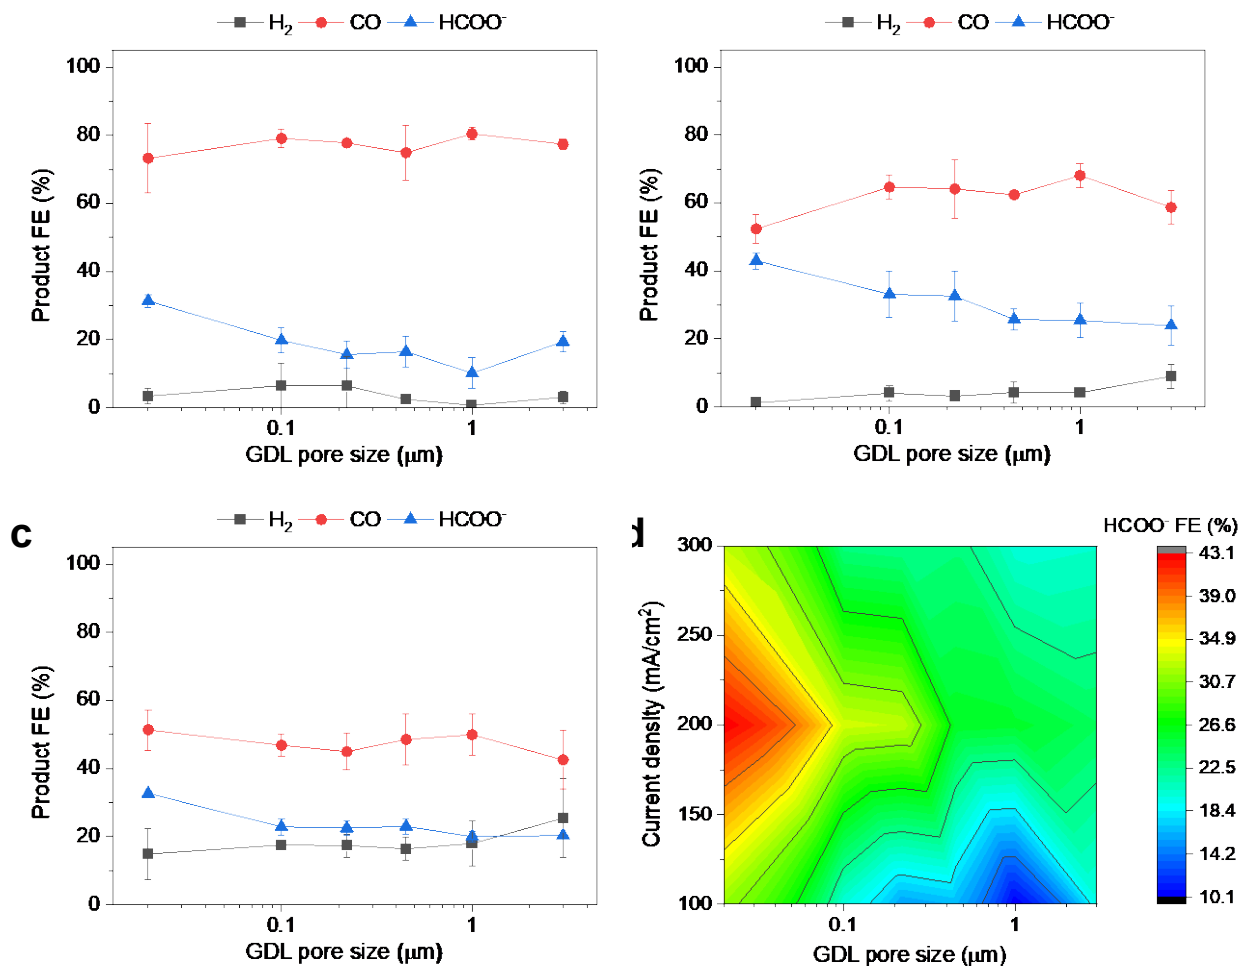 H₂ CO HCOO⁻
100
80
60
40
20
0
Product FE (%)
0.1 1
GDL pore size (μm)
H₂ CO HCOO⁻
100
80
60
40
20
0
Product FE (%)
0.1 1
GDL pore size (μm)
c
H₂ CO HCOO⁻
100
80
60
40
20
0
Product FE (%)
0.1 1
GDL pore size (μm)
d
HCOO⁻ FE (%)
300
250
200
150
100
Current density (mA/cm²)
0.1 1
GDL pore size (μm)
43.1
39.0
34.9
30.7
26.6
22.5
18.4
14.2
10.1